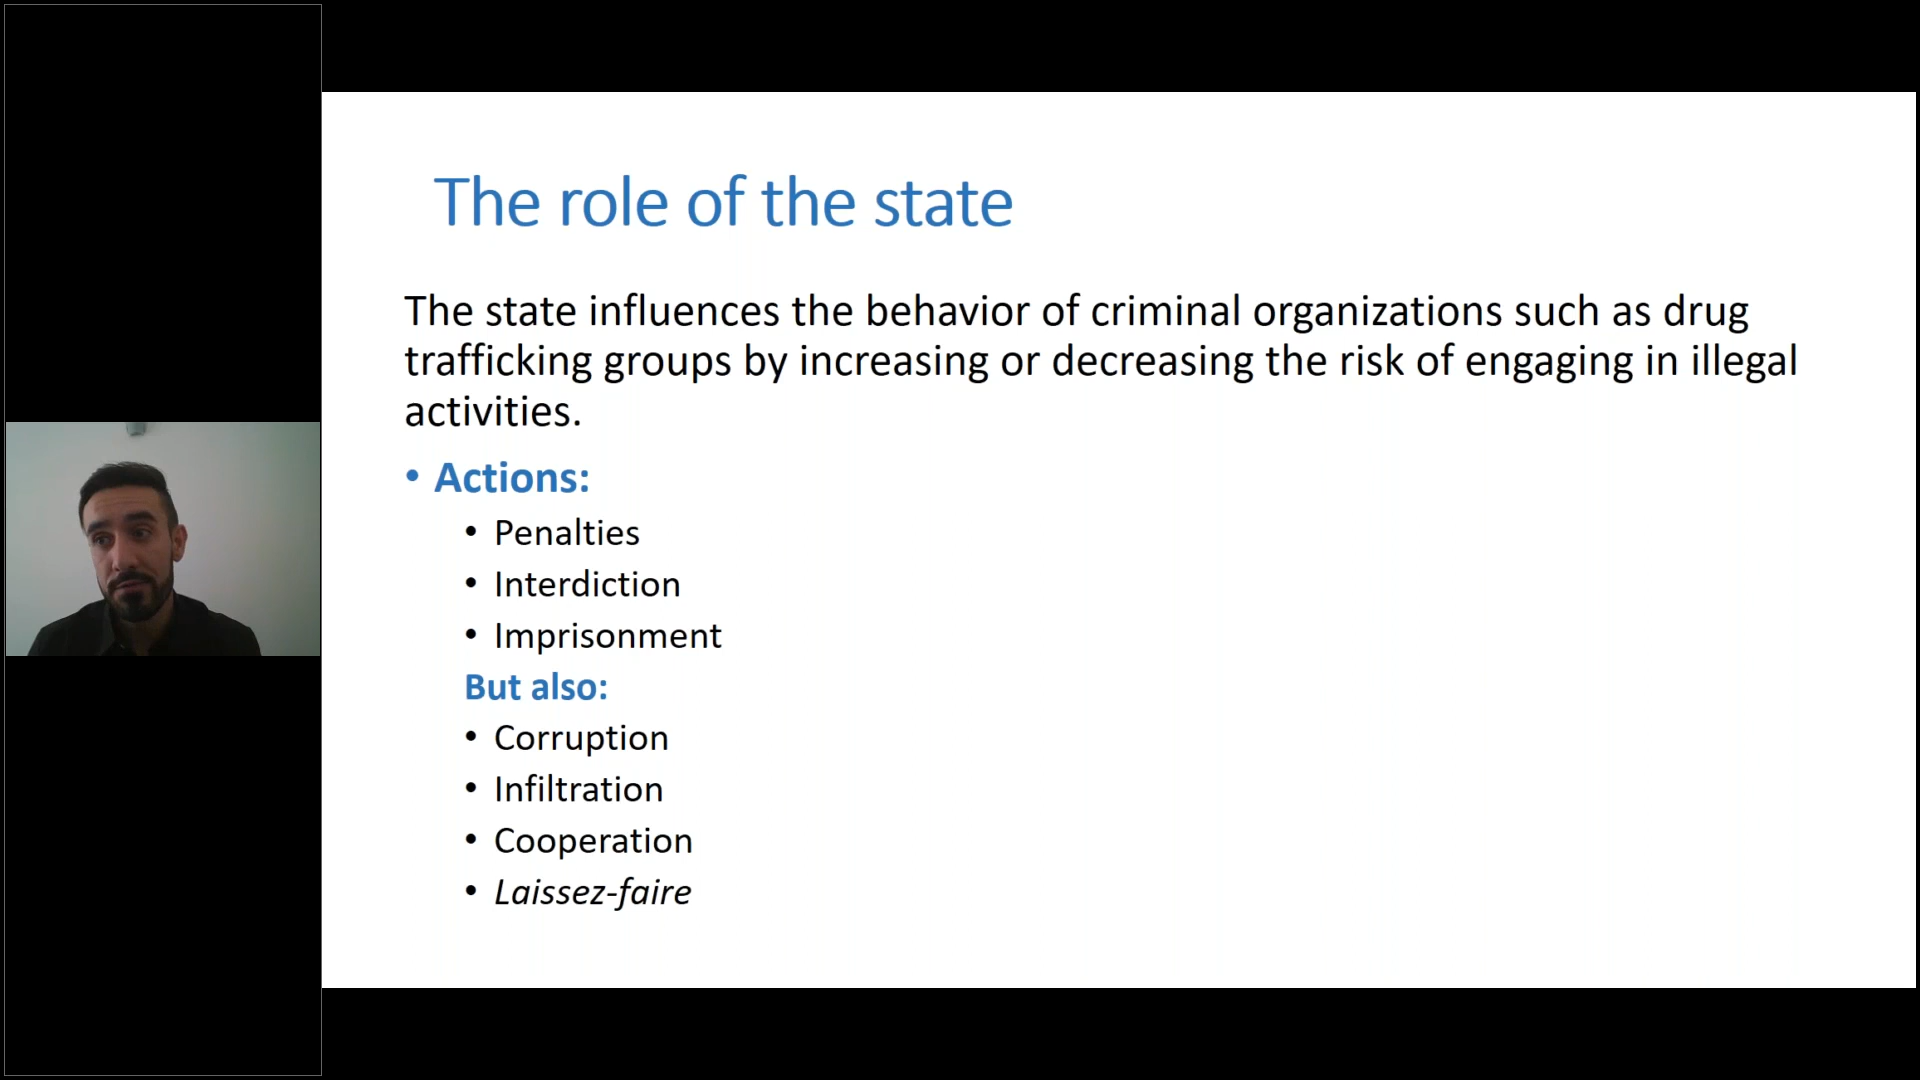 The role of the state
The state influences the behavior of criminal organizations such as drug
trafficking groups by increasing or decreasing the risk of engaging in illegal
activities.
• Actions:
• Penalties
• Interdiction
• Imprisonment
But also:
• Corruption
• Infiltration
• Cooperation
• Laissez-faire